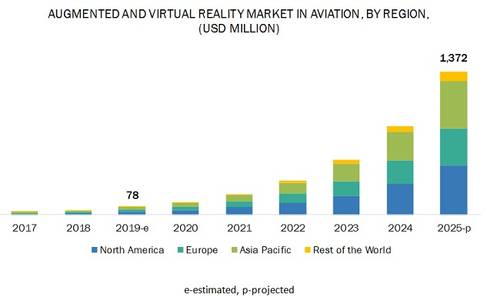 AUGMENTED AND VIRTUAL REALITY MARKET IN AVIATION, BY REGION,
(USD MILLION)
1,372
78
2017 2018 2019-e 2020 2021 2022 2023 2024 2025-p
North America Europe Asia Pacific Rest of the World
e-estimated, p-projected